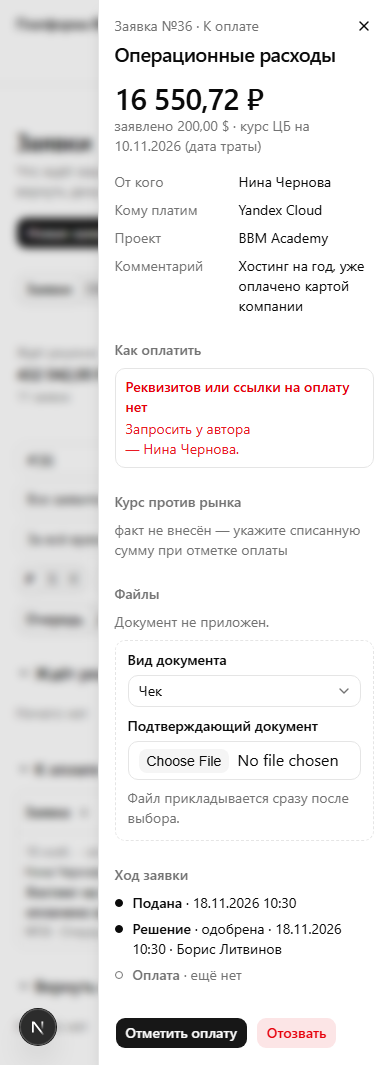 Заявка №36 · К оплате
Операционные расходы
16 550,72 ₽
заявлено 200,00 $ · курс ЦБ на
10.11.2026 (дата траты)
От кого Нина Чернова
Кому платим Yandex Cloud
Проект BBM Academy
Комментарий Хостинг на год, уже
оплачено картой
компании
Как оплатить
Реквизитов или ссылки на оплату
нет
Запросить у автора
— Нина Чернова.
Курс против рынка
факт не внесён — укажите списанную
сумму при отметке оплаты
Файлы
Документ не приложен.
Вид документа
Чек
Подтверждающий документ
Choose File No file chosen
Файл прикладывается сразу после
выбора.
Ход заявки
Подана · 18.11.2026 10:30
Решение · одобрена · 18.11.2026
10:30 · Борис Литвинов
Оплата · ещё нет
Отметить оплату Отозвать
N
Заявки